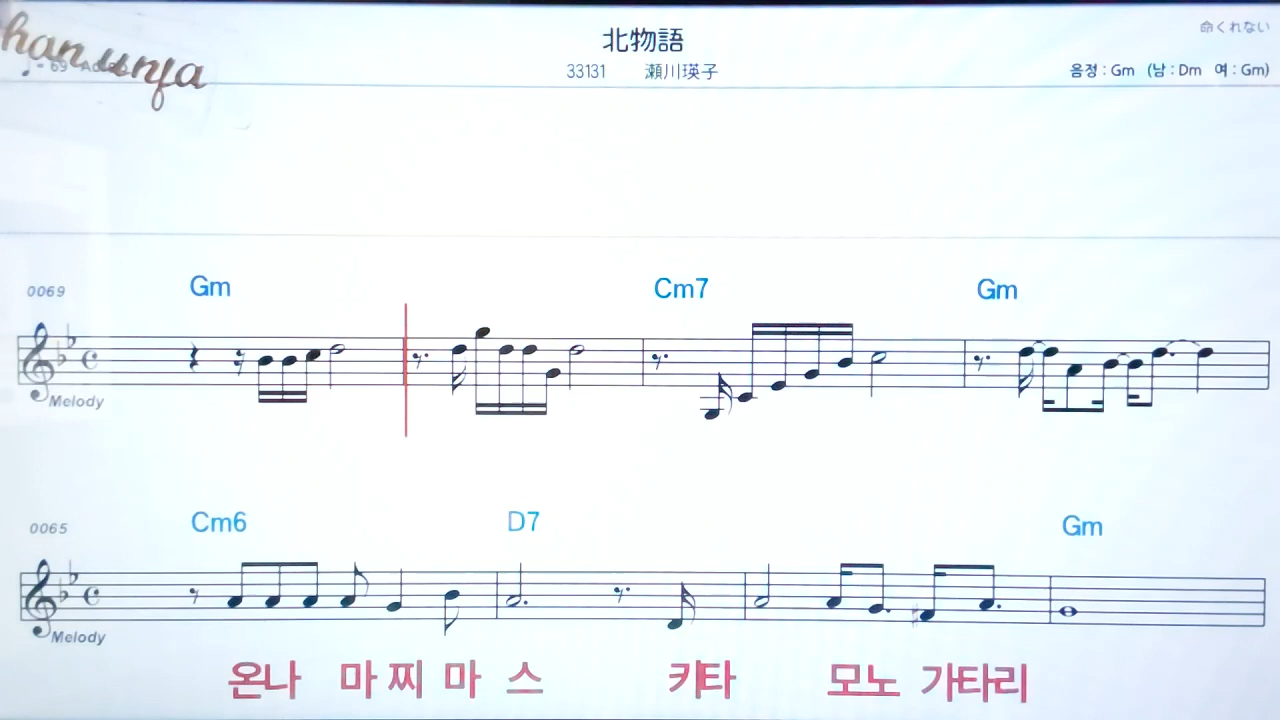 命くれない
北物語
hanunja
33131 瀬川瑛子
음정 : Gm (남 : Dm 여 : Gm)
0069 Gm Cm7 Gm
Melody
0065 Cm6 D7 Gm
Melody
온나 마 찌 마 스 키타 모노 가타리